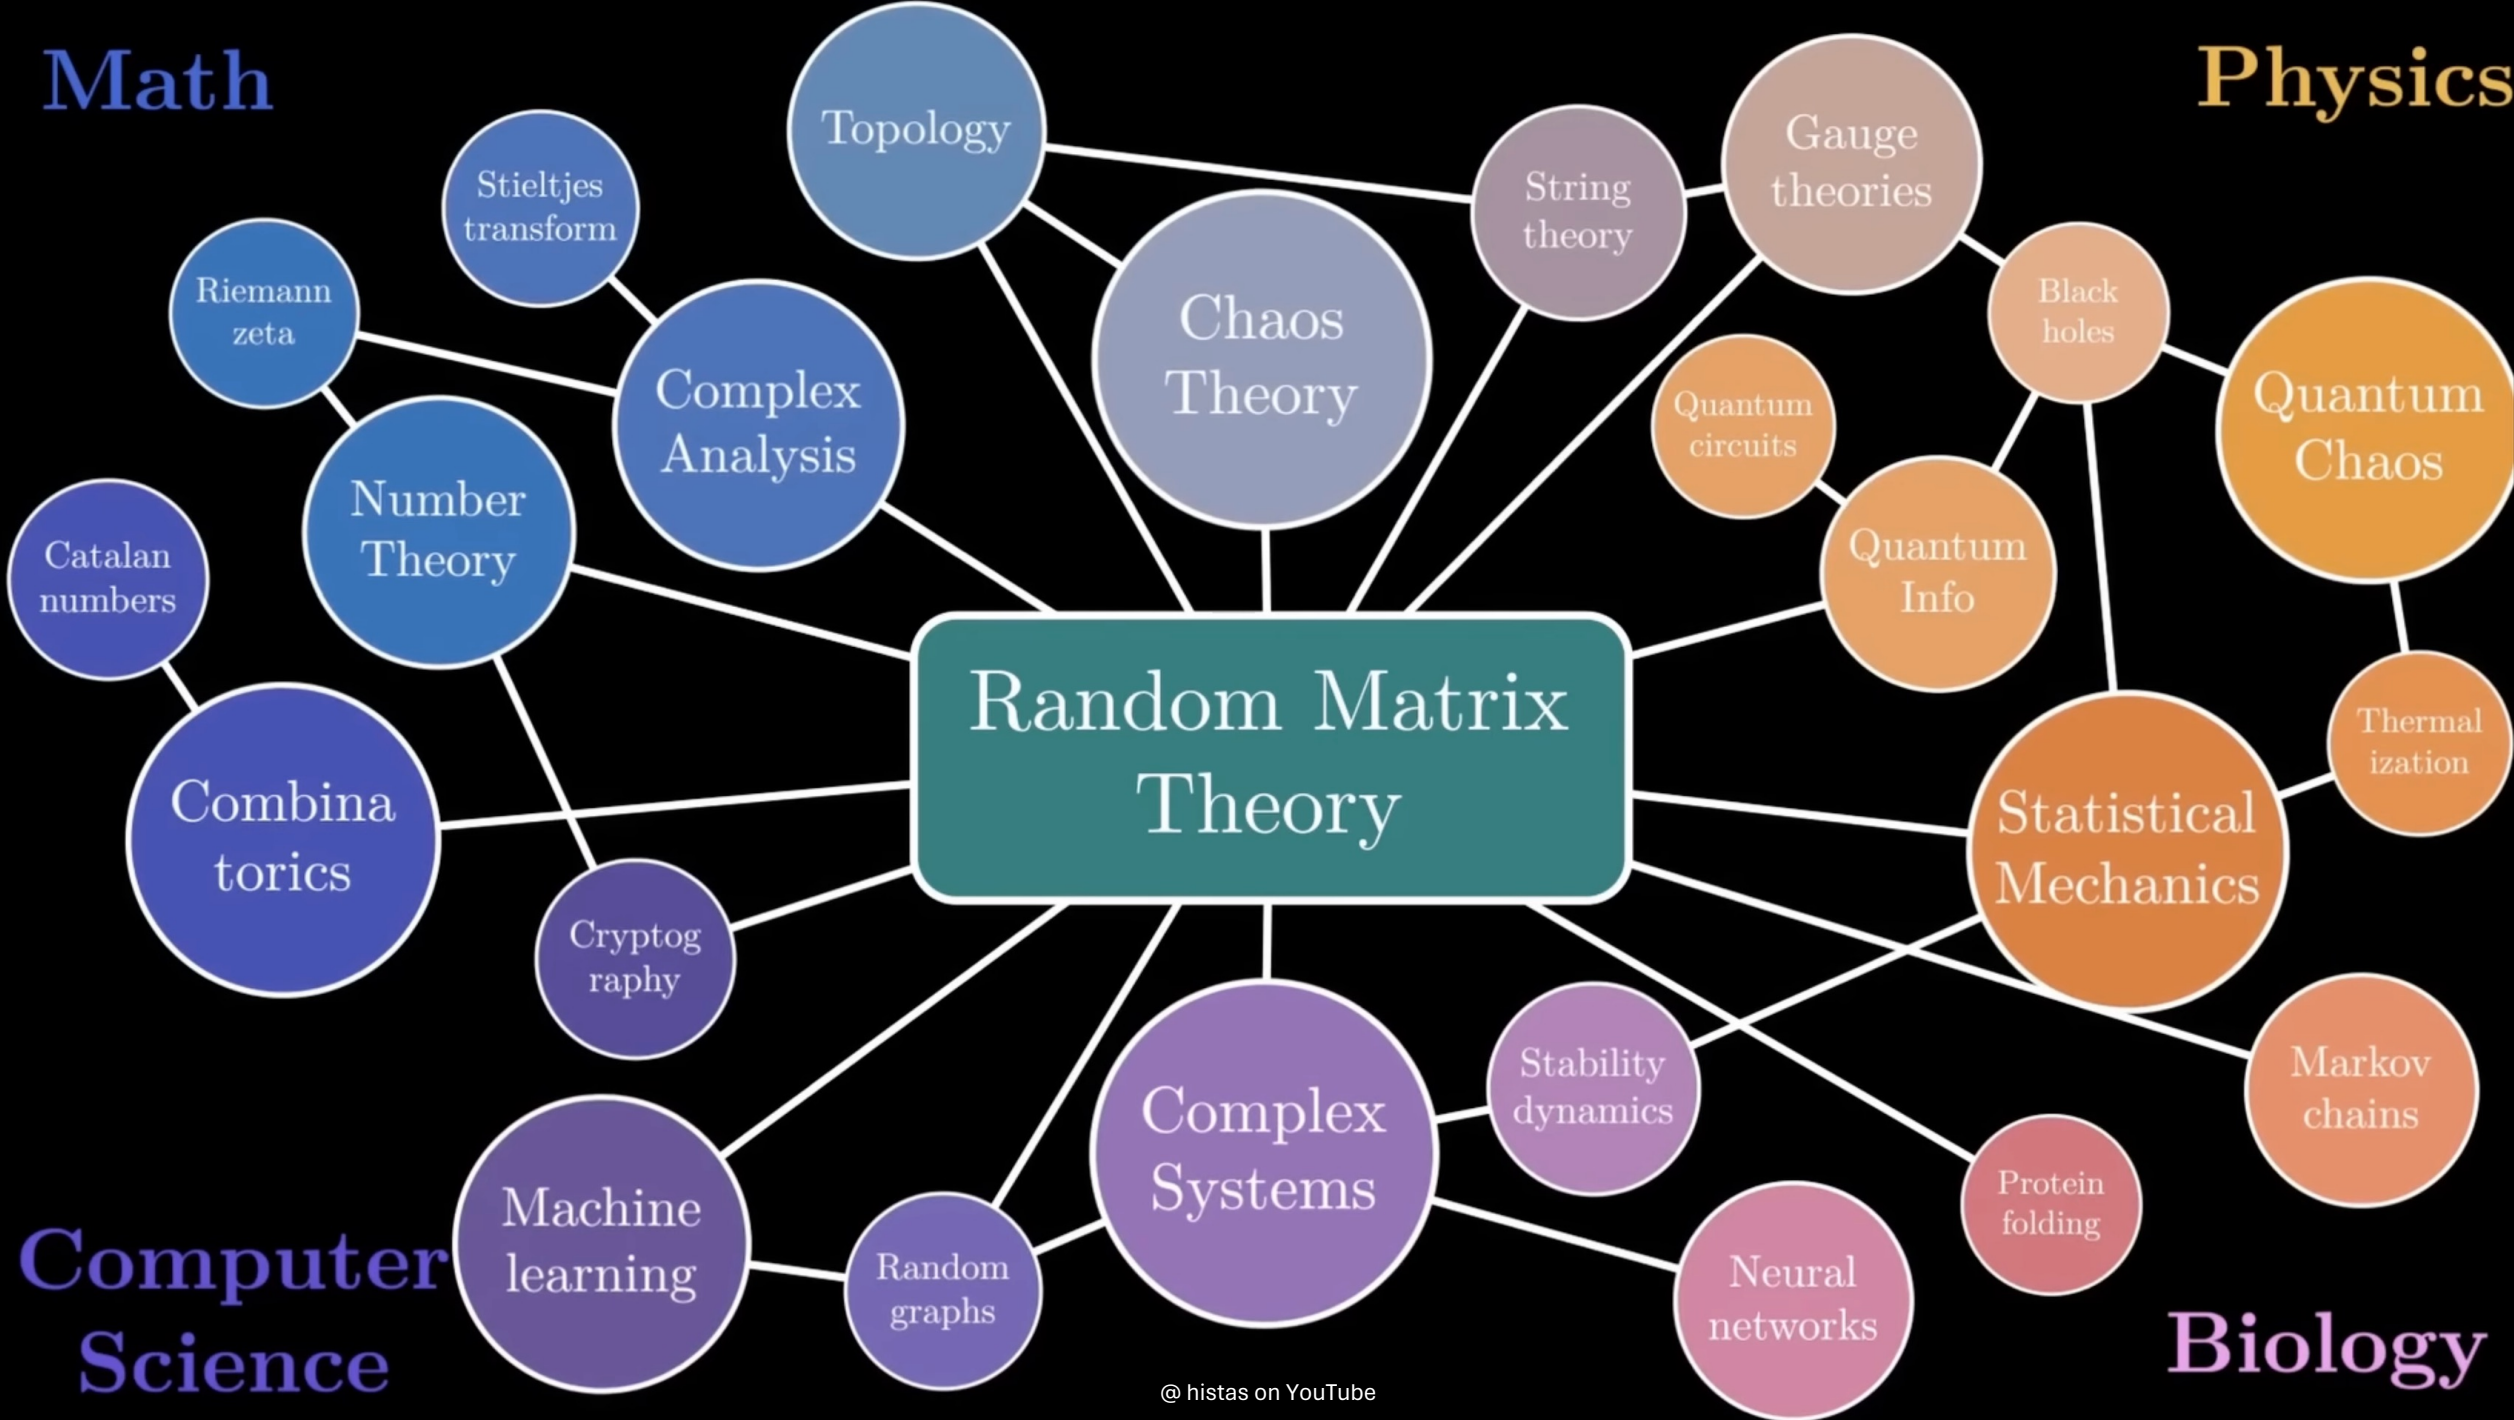 Math
Physics
Topology
Gauge
theories
Stieltjes
transform
String
theory
Riemann
zeta
Black
holes
Chaos
Theory
Complex
Analysis
Quantum
circuits
Quantum
Chaos
Number
Theory
Catalan
numbers
Quantum
Info
Random Matrix
Theory
Thermal
ization
Combina
torics
Statistical
Mechanics
Cryptog
raphy
Stability
dynamics
Markov
chains
Complex
Systems
Machine
learning
Random
graphs
Protein
folding
Neural
networks
Computer
Science
Biology
@ histas on YouTube